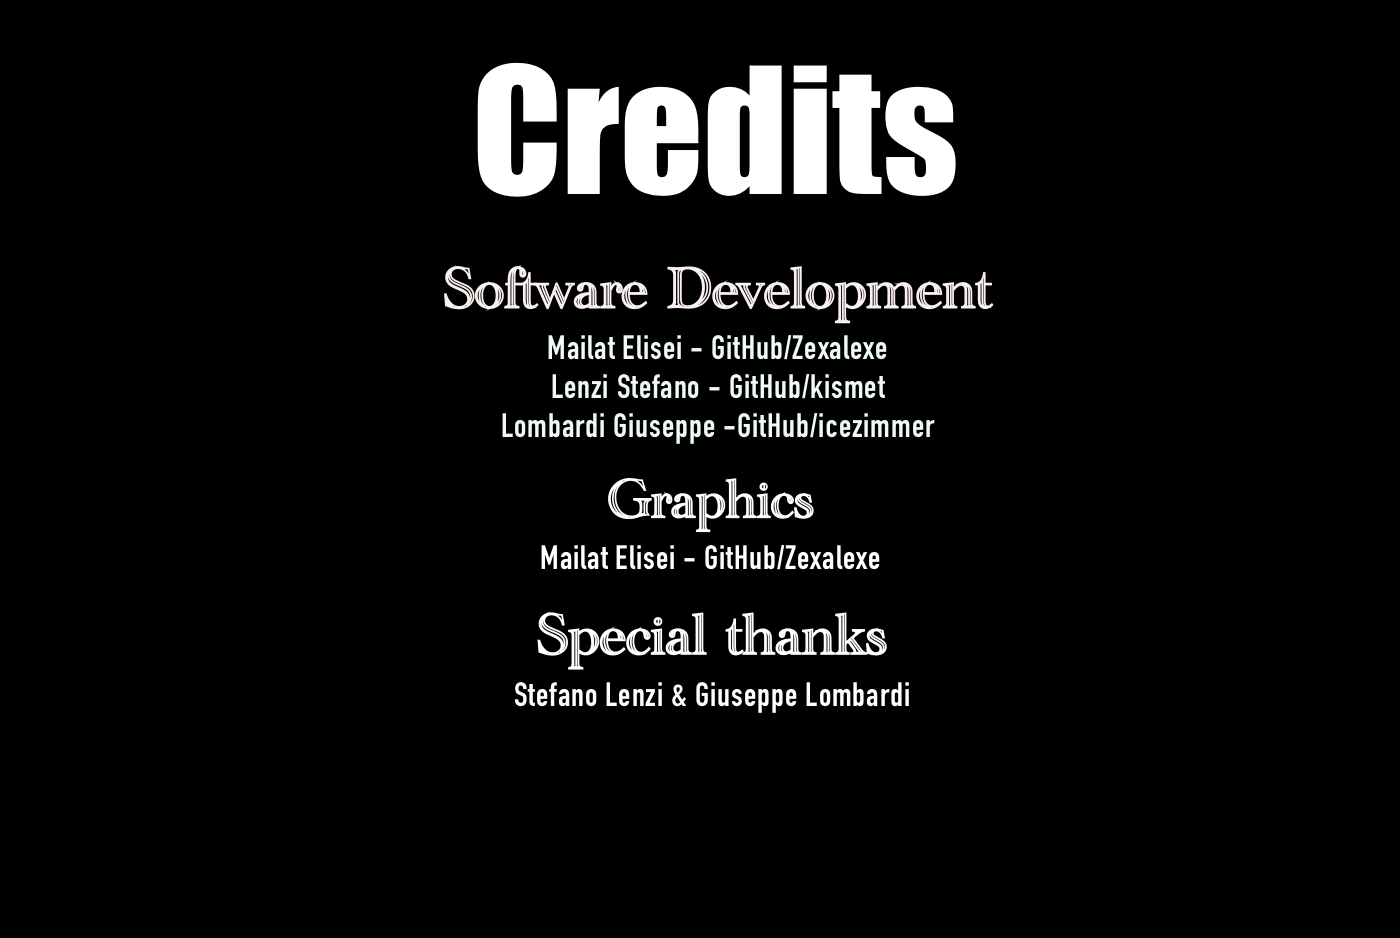 Credits
Software Development
Mailat Elisei - GitHub/Zexalexe
Lenzi Stefano - GitHub/kismet
Lombardi Giuseppe -GitHub/icezimmer
Graphics
Mailat Elisei - GitHub/Zexalexe
Special thanks
Stefano Lenzi & Giuseppe Lombardi